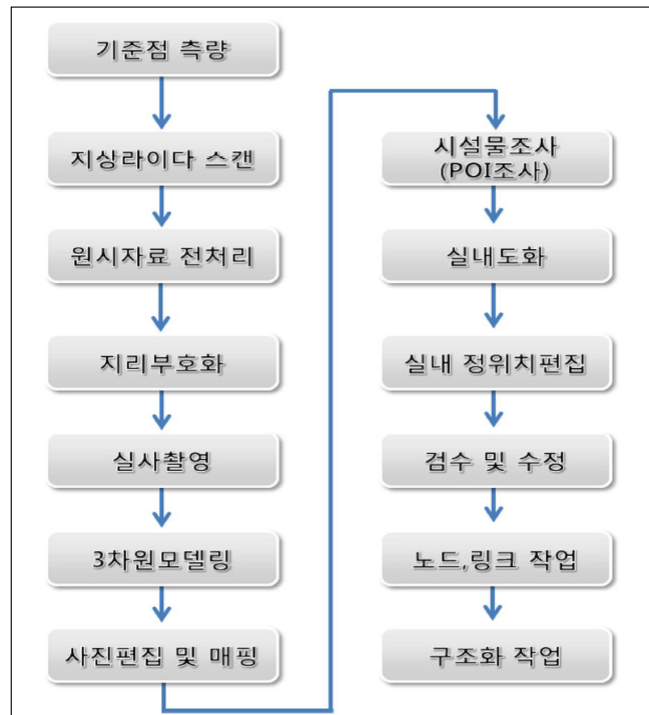 기준점 측량
지상라이다 스캔
원시자료 전처리
지리부호화
실사촬영
3차원모델링
사진편집 및 매핑
시설물조사
(POI조사)
실내도화
실내 정위치편집
검수 및 수정
노드,링크 작업
구조화 작업